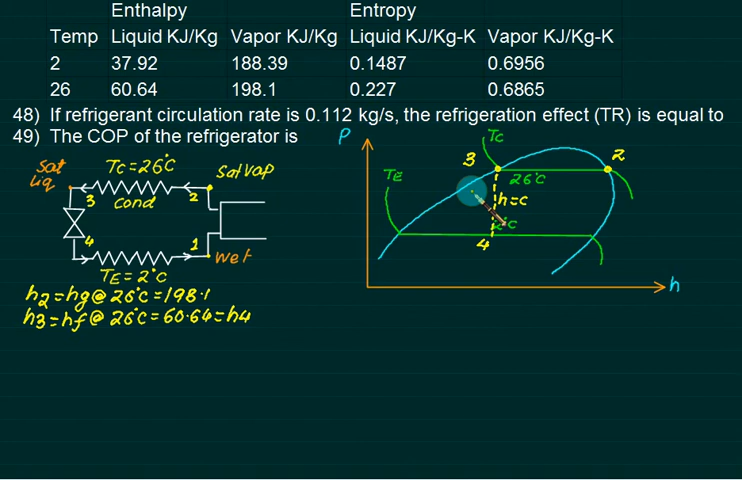 Enthalpy Entropy
Temp Liquid KJ/Kg Vapor KJ/Kg Liquid KJ/Kg-K Vapor KJ/Kg-K
2 37.92 188.39 0.1487 0.6956
26 60.64 198.1 0.227 0.6865
48) If refrigerant circulation rate is 0.112 kg/s, the refrigeration effect (TR) is equal to
49) The COP of the refrigerator is
Sat
liq
Tc=26°C
Sat vap
3
cond
2
4
1
wet
TE=2°C
h2=hg@ 26°C=198.1
h3=hf@ 26°C=60.64=h4
P
Tc
3
2
TE
26°C
h=c
2°C
4
h